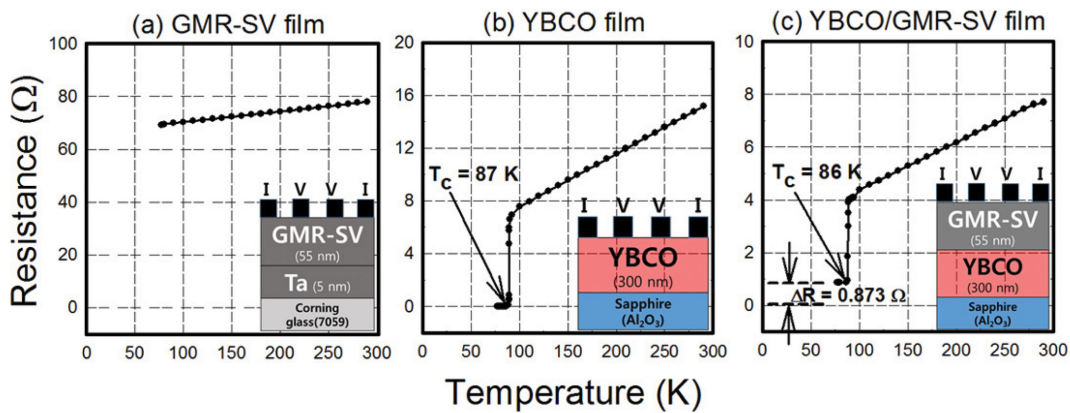 (a) GMR-SV film
(b) YBCO film
(c) YBCO/GMR-SV film
Resistance (Ω)
100
80
60
40
20
0
I V V I
GMR-SV
(55 nm)
Ta (5 nm)
Corning
glass(7059)
0 50 100 150 200 250 300
20
16
12
8
4
0
T_C = 87 K
I V V I
YBCO
(300 nm)
Sapphire
(Al₂O₃)
0 50 100 150 200 250 300
10
8
6
4
2
0
T_C = 86 K
ΔR = 0.873 Ω
I V V I
GMR-SV
(55 nm)
YBCO
(300 nm)
Sapphire
(Al₂O₃)
0 50 100 150 200 250 300
Temperature (K)